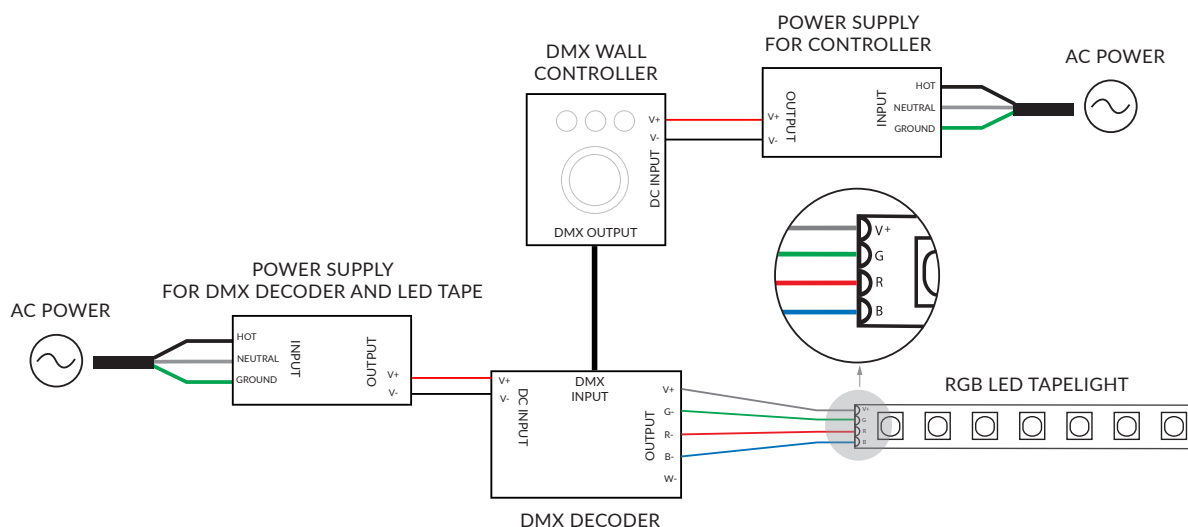 POWER SUPPLY
FOR CONTROLLER
DMX WALL
CONTROLLER
AC POWER
HOT
NEUTRAL
GROUND
INPUT
OUTPUT
V+
V-
V+
V-
DC INPUT
DMX OUTPUT
V+
G
R
B
POWER SUPPLY
FOR DMX DECODER AND LED TAPE
AC POWER
HOT
NEUTRAL
GROUND
INPUT
OUTPUT
V+
V-
V+
V-
DC INPUT
DMX
INPUT
OUTPUT
V+
G-
R-
B-
W-
DMX DECODER
RGB LED TAPELIGHT
V+
G
R
B